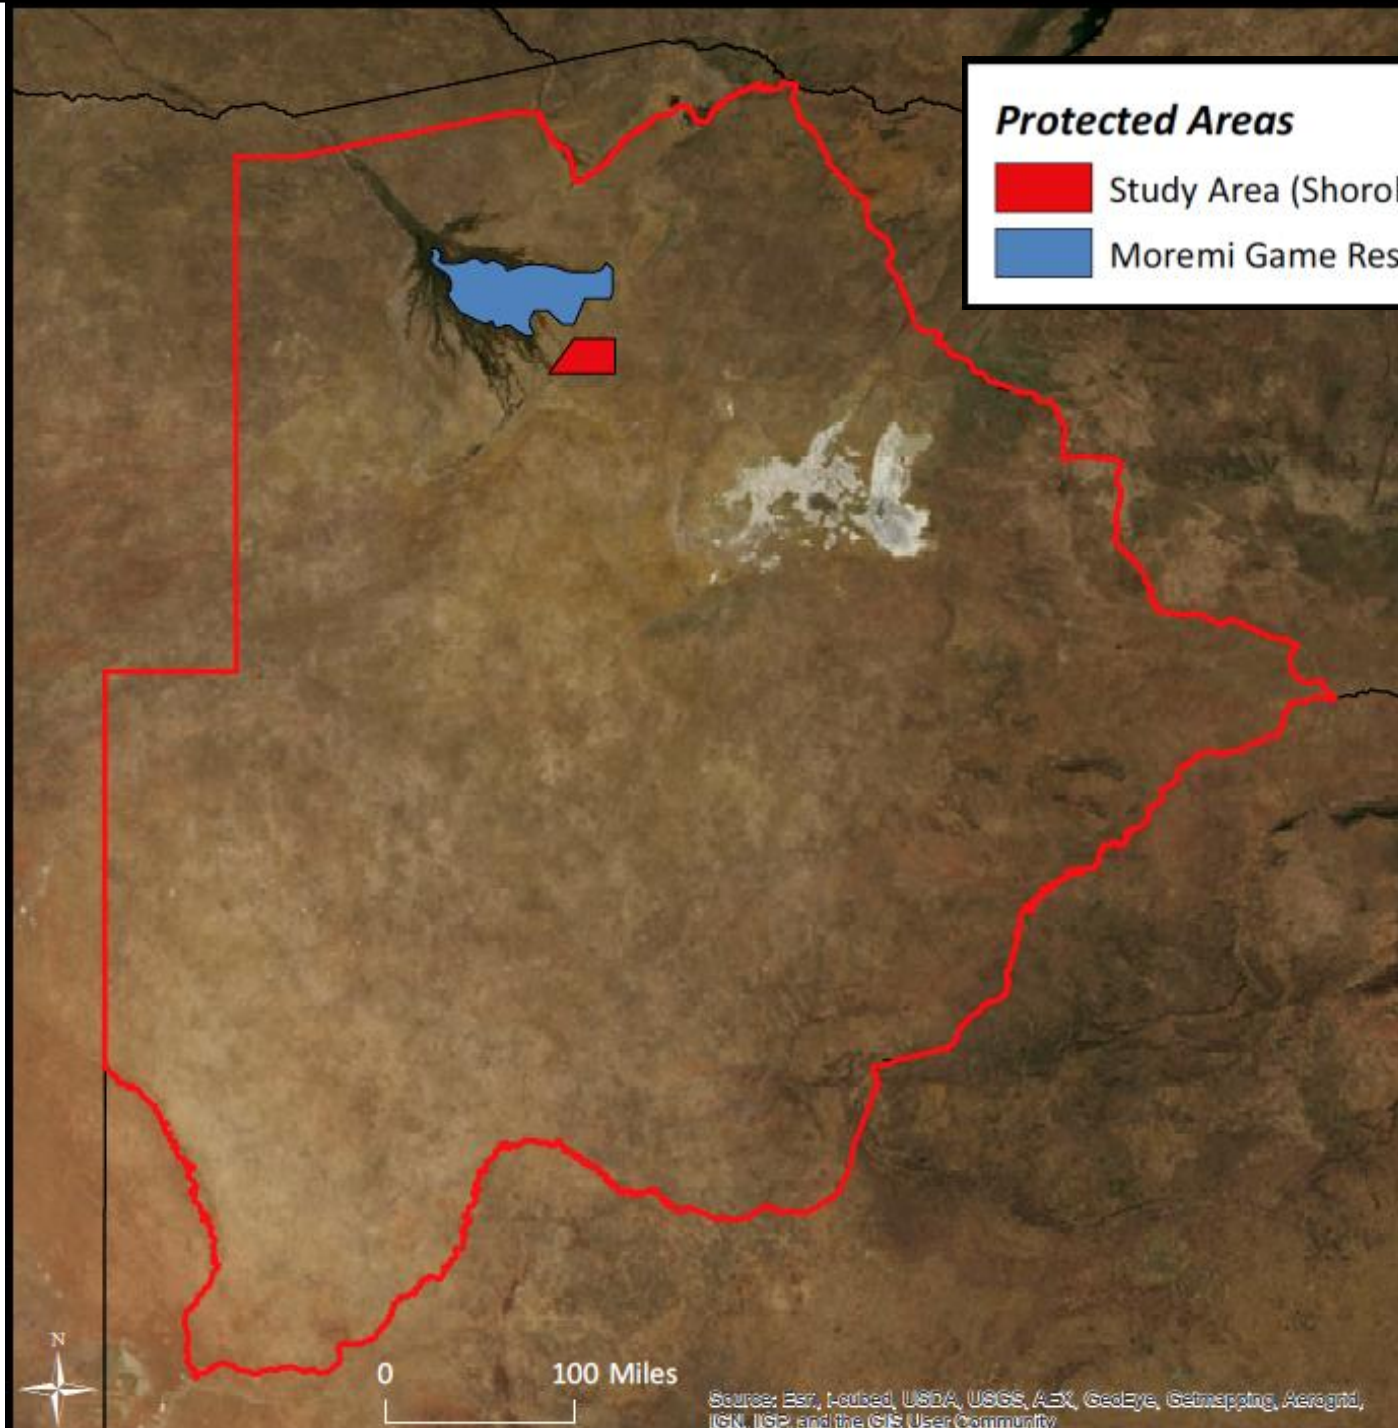 Protected Areas
Study Area (Shorol
Moremi Game Res
N
0 100 Miles
Source: Esri, i-cubed, USDA, USGS, AEX, GeoEye, Getmapping, Aerogrid,
IGN, IGP, and the GIS User Community